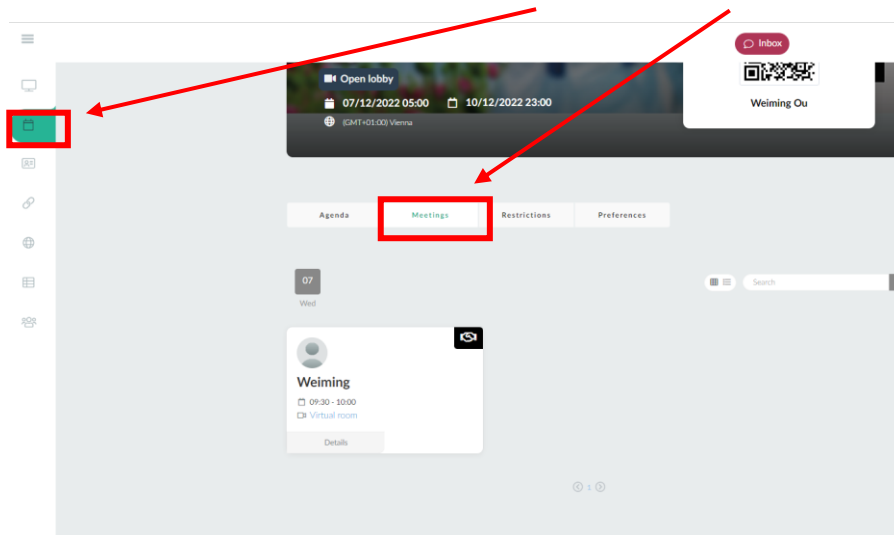 Inbox
Open lobby
07/12/2022 05:00 10/12/2022 23:00
(GMT+01:00) Vienna
Weiming Ou
Agenda Meetings Restrictions Preferences
07
Wed
Search
Weiming
09:30 - 10:00
Virtual room
Details
1